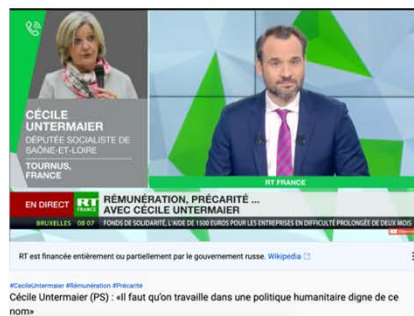 CÉCILE
UNTERMAIER
DÉPUTÉE SOCIALISTE DE
SAÔNE-ET-LOIRE
TOURNUS,
FRANCE
RT FRANCE
EN DIRECT
RT
FRANCE
RÉMUNÉRATION, PRÉCARITÉ ...
AVEC CÉCILE UNTERMAIER
BRUXELLES 08:07 FONDS DE SOLIDARITÉ, L'AIDE DE 1500 EUROS POUR LES ENTREPRISES EN DIFFICULTÉ PROLONGÉE DE DEUX MOIS
RT est financée entièrement ou partiellement par le gouvernement russe. Wikipedia
#CecileUntermaier #Rémunération #Précarité
Cécile Untermaier (PS) : «Il faut qu'on travaille dans une politique humanitaire digne de ce
nom»